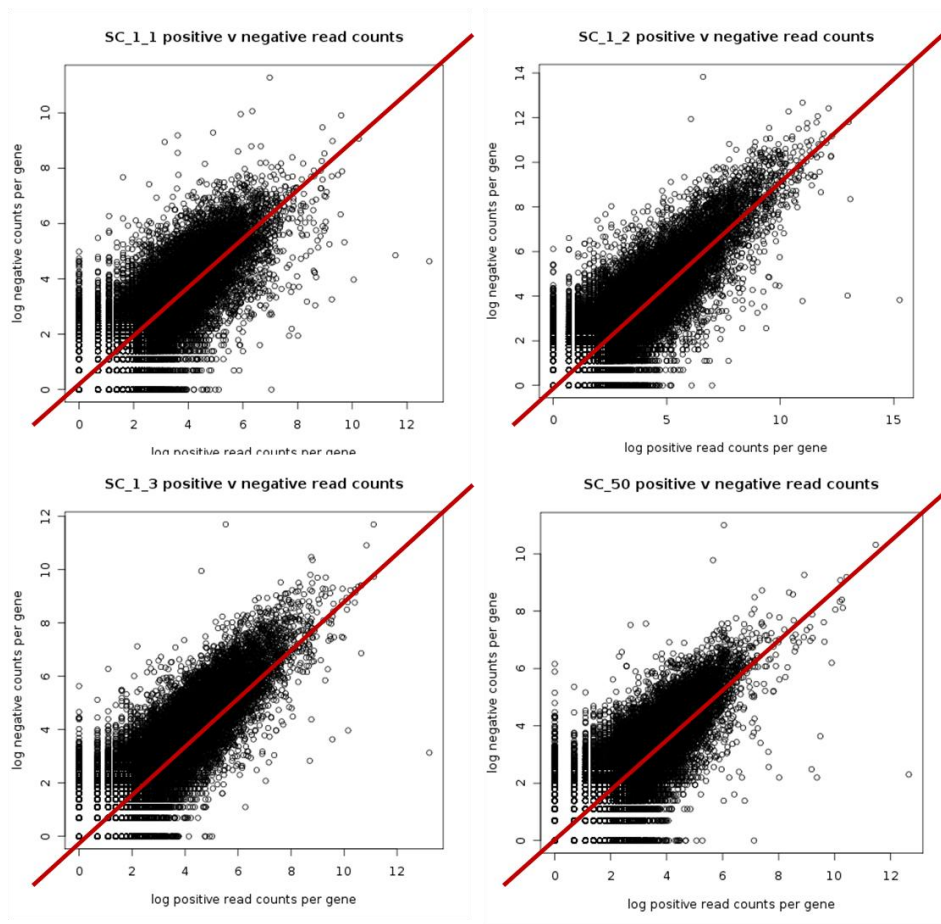 SC_1_1 positive v negative read counts
log negative counts per gene
10
8
6
4
2
0
0 2 4 6 8 10 12
log positive read counts per gene
SC_1_2 positive v negative read counts
log negative counts per gene
14
12
10
8
6
4
2
0
0 5 10 15
log positive read counts per gene
SC_1_3 positive v negative read counts
log negative counts per gene
12
10
8
6
4
2
0
0 2 4 6 8 10 12
log positive read counts per gene
SC_50 positive v negative read counts
log negative counts per gene
10
8
6
4
2
0
0 2 4 6 8 10 12
log positive read counts per gene